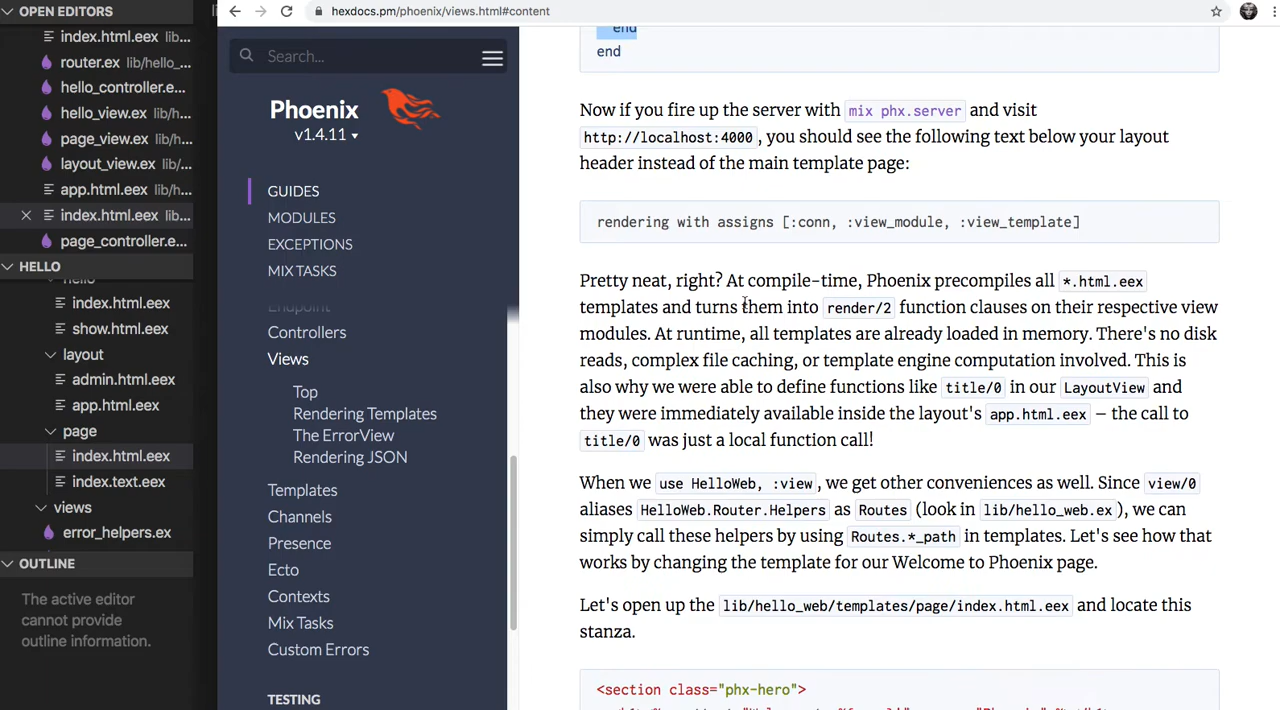 OPEN EDITORS
index.html.eex lib...
router.ex lib/hello_...
hello_controller.e...
hello_view.ex lib/h...
page_view.ex lib/h...
layout_view.ex lib/...
app.html.eex lib/h...
index.html.eex lib...
page_controller.e...
HELLO
hello
index.html.eex
show.html.eex
layout
admin.html.eex
app.html.eex
page
index.html.eex
index.text.eex
views
error_helpers.ex
OUTLINE
The active editor
cannot provide
outline information.
hexdocs.pm/phoenix/views.html#content
Search...
Phoenix
v1.4.11
GUIDES
MODULES
EXCEPTIONS
MIX TASKS
Endpoint
Controllers
Views
Top
Rendering Templates
The ErrorView
Rendering JSON
Templates
Channels
Presence
Ecto
Contexts
Mix Tasks
Custom Errors
TESTING
end
end
Now if you fire up the server with mix phx.server and visit
http://localhost:4000, you should see the following text below your layout
header instead of the main template page:
rendering with assigns [:conn, :view_module, :view_template]
Pretty neat, right? At compile-time, Phoenix precompiles all *.html.eex
templates and turns them into render/2 function clauses on their respective view
modules. At runtime, all templates are already loaded in memory. There's no disk
reads, complex file caching, or template engine computation involved. This is
also why we were able to define functions like title/0 in our LayoutView and
they were immediately available inside the layout's app.html.eex – the call to
title/0 was just a local function call!
When we use HelloWeb, :view, we get other conveniences as well. Since view/0
aliases HelloWeb.Router.Helpers as Routes (look in lib/hello_web.ex), we can
simply call these helpers by using Routes.*_path in templates. Let's see how that
works by changing the template for our Welcome to Phoenix page.
Let's open up the lib/hello_web/templates/page/index.html.eex and locate this
stanza.
<section class="phx-hero">